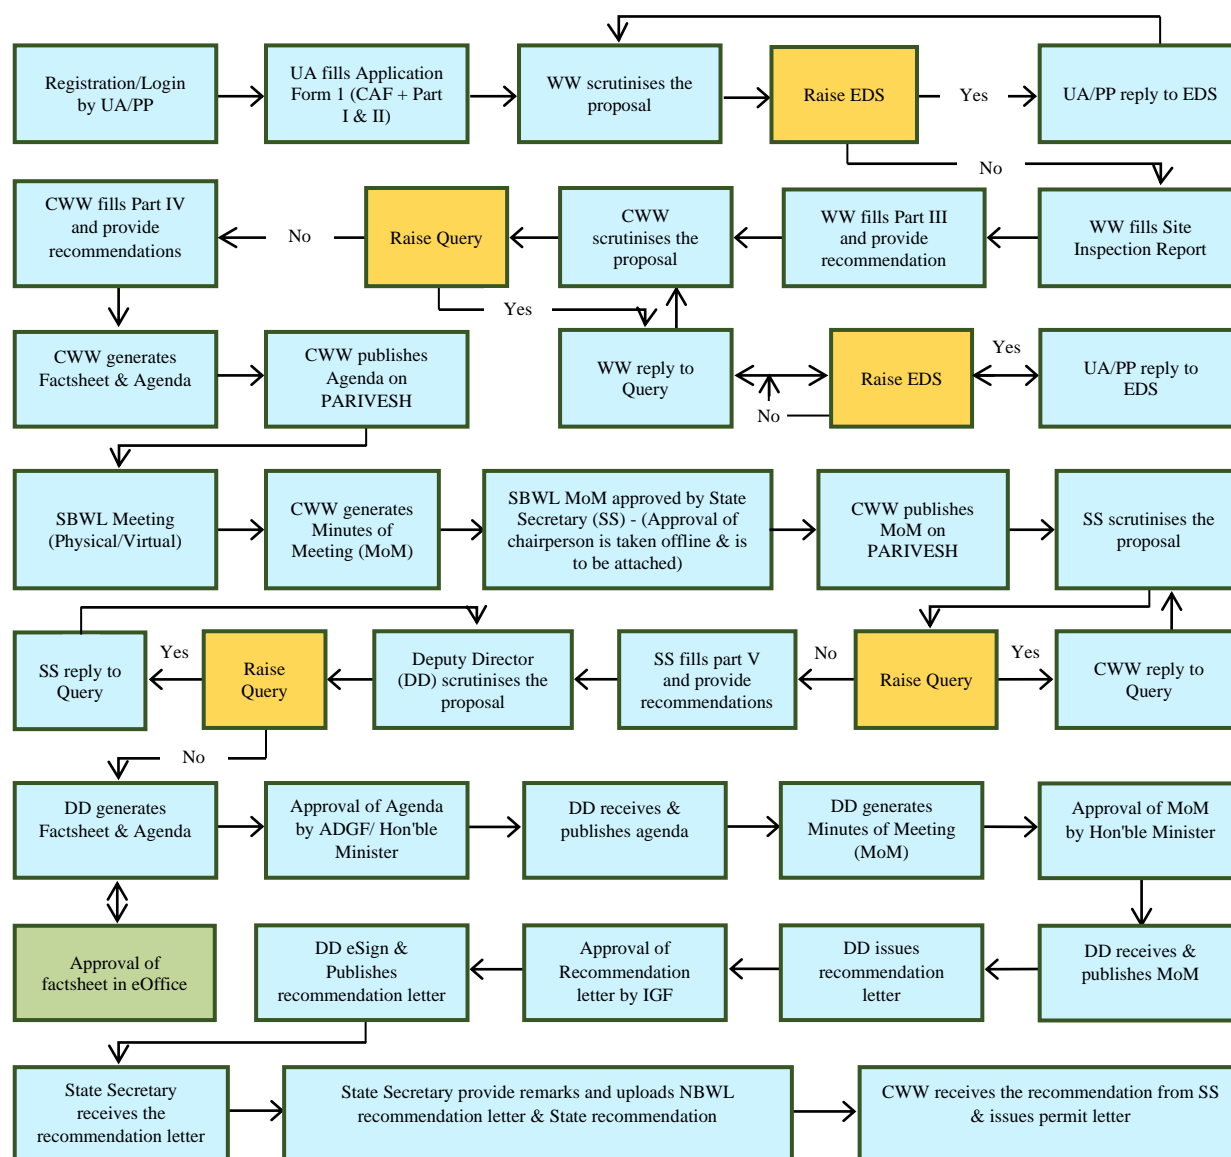 Registration/Login
by UA/PP
UA fills Application
Form 1 (CAF + Part
I & II)
WW scrutinises the
proposal
Raise EDS
Yes
UA/PP reply to EDS
No
CWW fills Part IV
and provide
recommendations
No
Raise Query
CWW
scrutinises the
proposal
WW fills Part III
and provide
recommendation
WW fills Site
Inspection Report
Yes
CWW generates
Factsheet & Agenda
CWW publishes
Agenda on
PARIVESH
WW reply to
Query
No
Raise EDS
Yes
UA/PP reply to
EDS
SBWL Meeting
(Physical/Virtual)
CWW generates
Minutes of
Meeting (MoM)
SBWL MoM approved by State
Secretary (SS) - (Approval of
chairperson is taken offline & is
to be attached)
CWW publishes
MoM on
PARIVESH
SS scrutinises the
proposal
SS reply to
Query
Yes
Raise
Query
Deputy Director
(DD) scrutinises the
proposal
SS fills part V
and provide
recommendations
No
Raise Query
Yes
CWW reply to
Query
No
DD generates
Factsheet & Agenda
Approval of Agenda
by ADGF/ Hon'ble
Minister
DD receives &
publishes agenda
DD generates
Minutes of Meeting
(MoM)
Approval of MoM
by Hon'ble Minister
Approval of
factsheet in eOffice
DD eSign &
Publishes
recommendation letter
Approval of
Recommendation
letter by IGF
DD issues
recommendation
letter
DD receives &
publishes MoM
State Secretary
receives the
recommendation letter
State Secretary provide remarks and uploads NBWL
recommendation letter & State recommendation
CWW receives the recommendation from SS
& issues permit letter